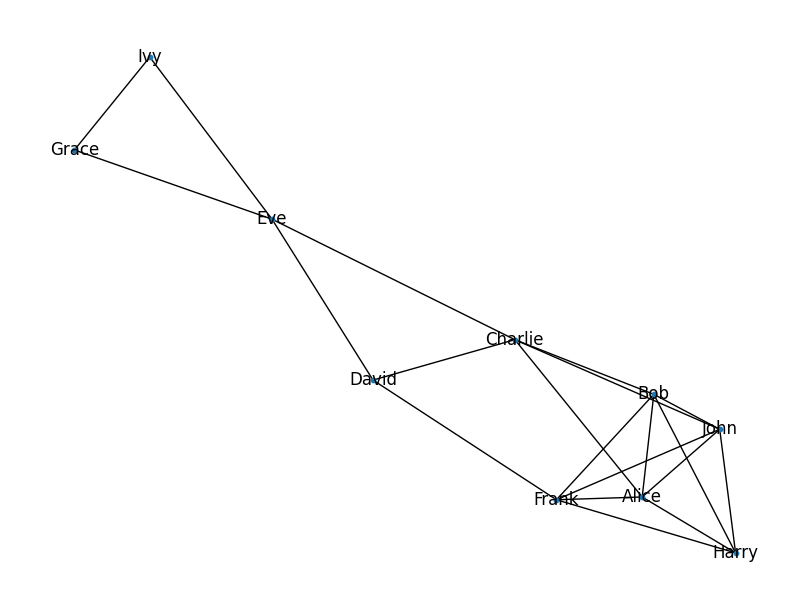 Ivy
Grace
Eve
Charlie
David
Bob
John
Frank
Alice
Harry